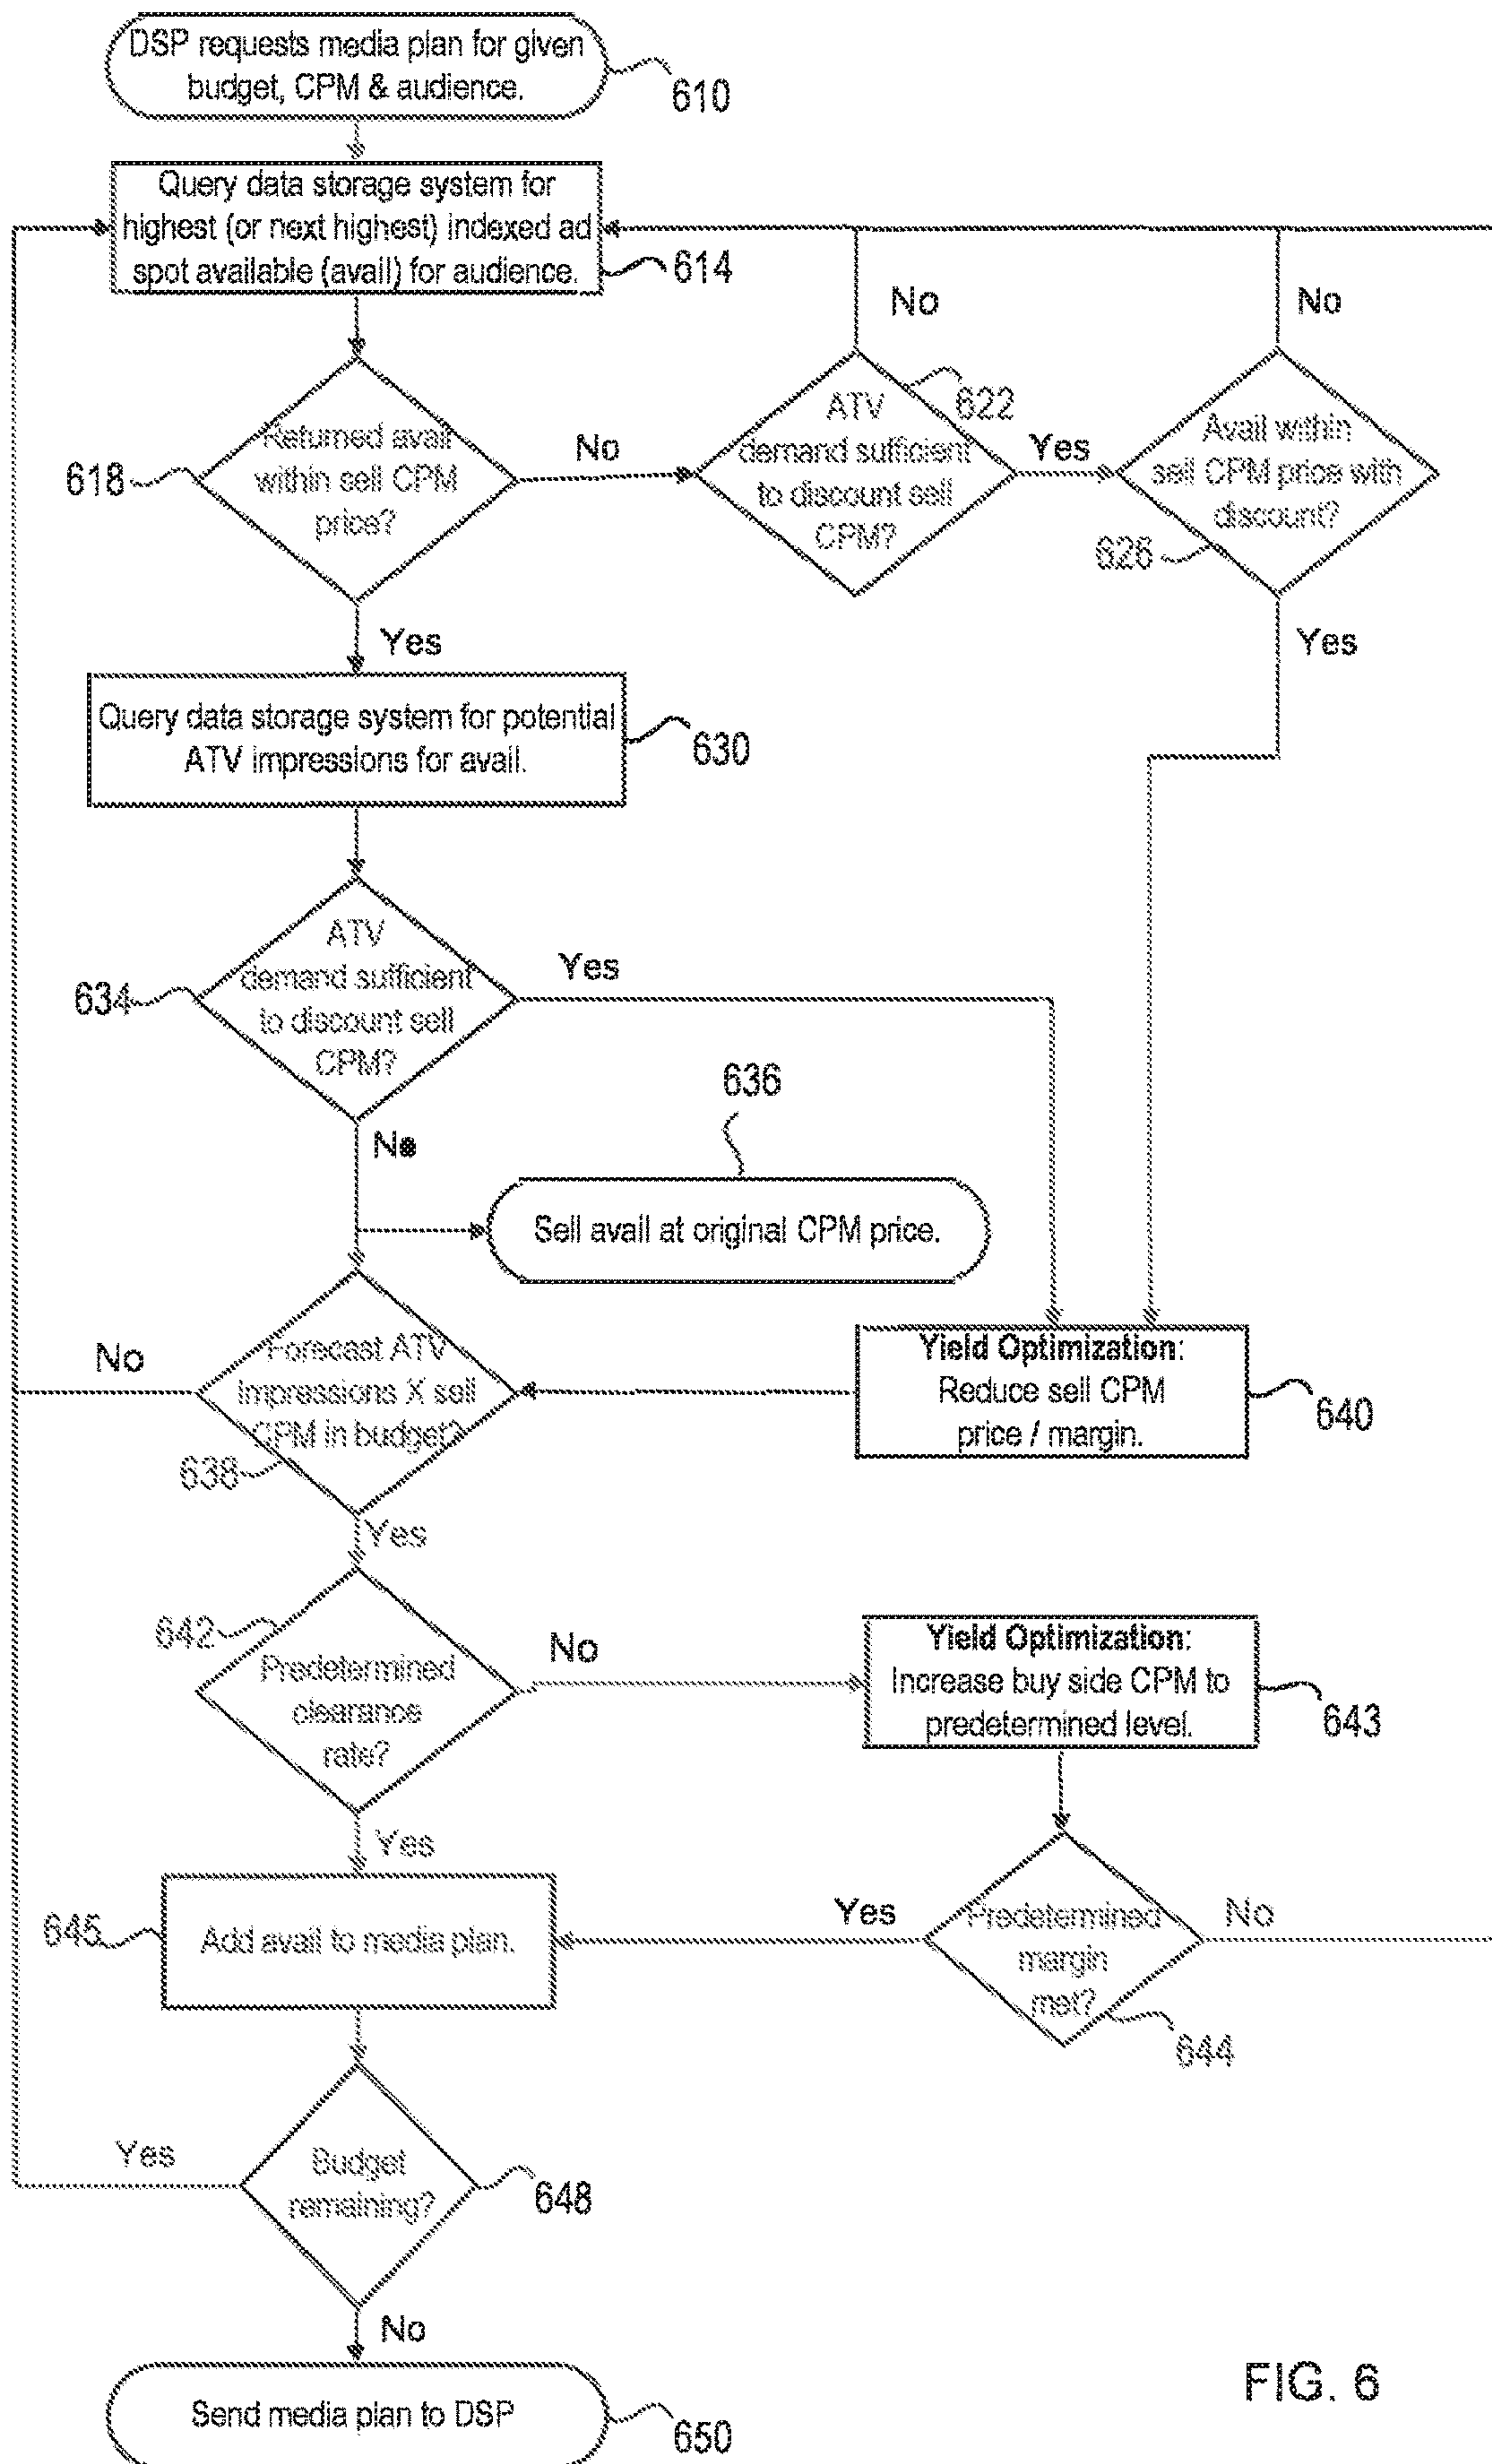 DSP requests media plan for given
budget, CPM & audience.
610
Query data storage system for
highest (or next highest) indexed ad
spot available (avail) for audience.
614
No
No
Returned avail
within sell CPM
price?
618
No
ATV
demand sufficient
to discount sell
CPM?
622
Yes
Avail within
sell CPM price with
discount?
626
Yes
Yes
Query data storage system for potential
ATV impressions for avail.
630
ATV
demand sufficient
to discount sell
CPM?
634
Yes
No
636
Sell avail at original CPM price.
No
Forecast ATV
Impressions X sell
CPM in budget?
638
Yield Optimization:
Reduce sell CPM
price / margin.
640
Yes
642
Predetermined
clearance
rate?
No
Yield Optimization:
Increase buy side CPM to
predetermined level.
643
Yes
645
Add avail to media plan.
Yes
Predetermined
margin
met?
No
644
Yes
Budget
remaining?
648
No
Send media plan to DSP
650
FIG. 6